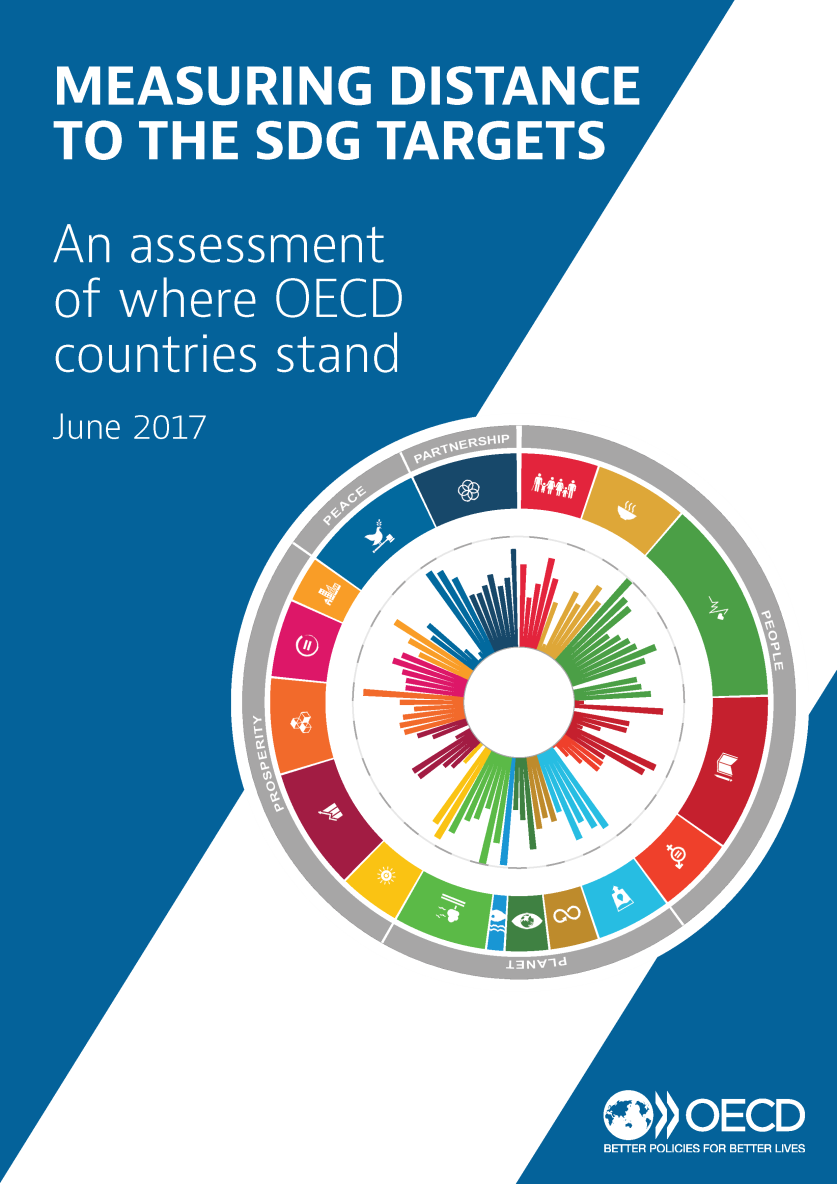 MEASURING DISTANCE
TO THE SDG TARGETS
An assessment
of where OECD
countries stand
June 2017
PARTNERSHIP
PEACE
PEOPLE
PROSPERITY
PLANET
OECD
BETTER POLICIES FOR BETTER LIVES